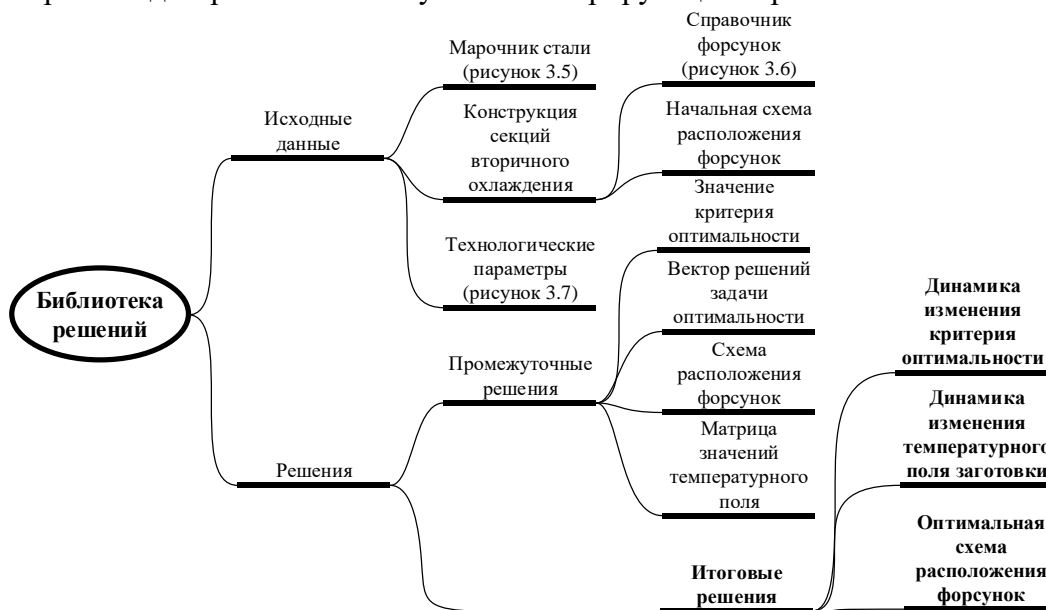 Справочник
форсунок
(рисунок 3.6)
Марочник стали
(рисунок 3.5)
Исходные
данные
Конструкция
секций
вторичного
охлаждения
Начальная схема
расположения
форсунок
Значение
критерия
оптимальности
Технологические
параметры
(рисунок 3.7)
Вектор решений
задачи
оптимальности
Библиотека
решений
Динамика
изменения
критерия
оптимальности
Промежуточные
решения
Схема
расположения
форсунок
Динамика
изменения
температурного
поля заготовки
Матрица
значений
температурного
поля
Решения
Итоговые
решения
Оптимальная
схема
расположения
форсунок